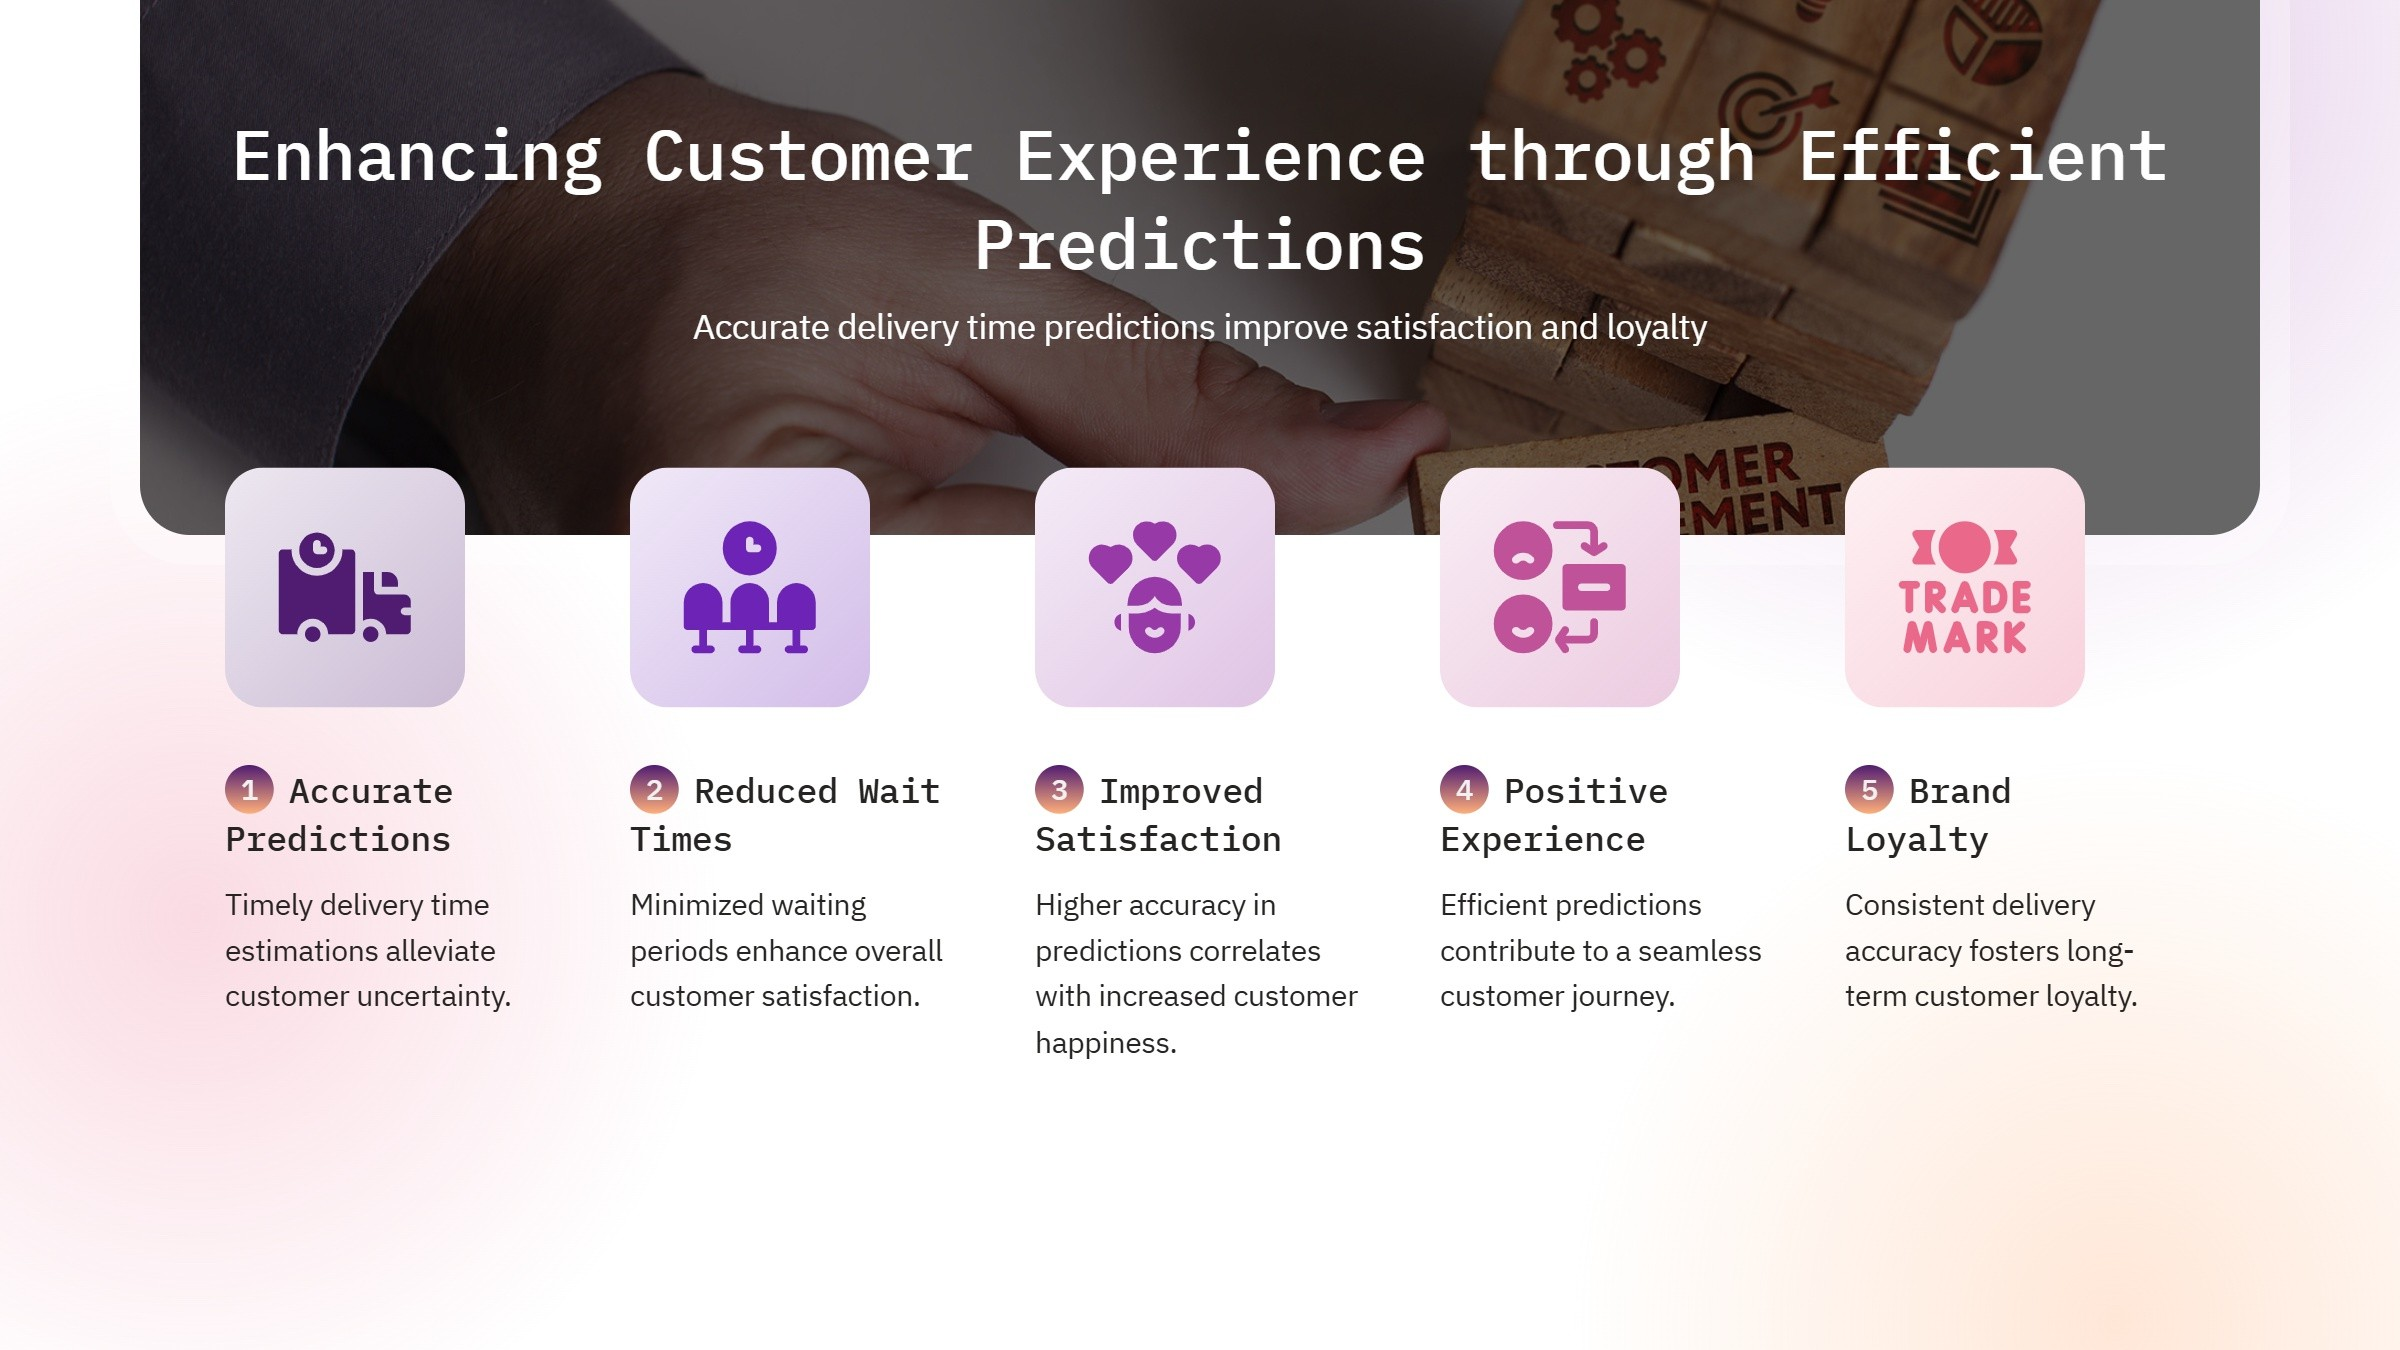 Enhancing Customer Experience through Efficient
Predictions
Accurate delivery time predictions improve satisfaction and loyalty
TRADE
MARK
1 Accurate
Predictions
Timely delivery time
estimations alleviate
customer uncertainty.
2 Reduced Wait
Times
Minimized waiting
periods enhance overall
customer satisfaction.
3 Improved
Satisfaction
Higher accuracy in
predictions correlates
with increased customer
happiness.
4 Positive
Experience
Efficient predictions
contribute to a seamless
customer journey.
5 Brand
Loyalty
Consistent delivery
accuracy fosters long-
term customer loyalty.